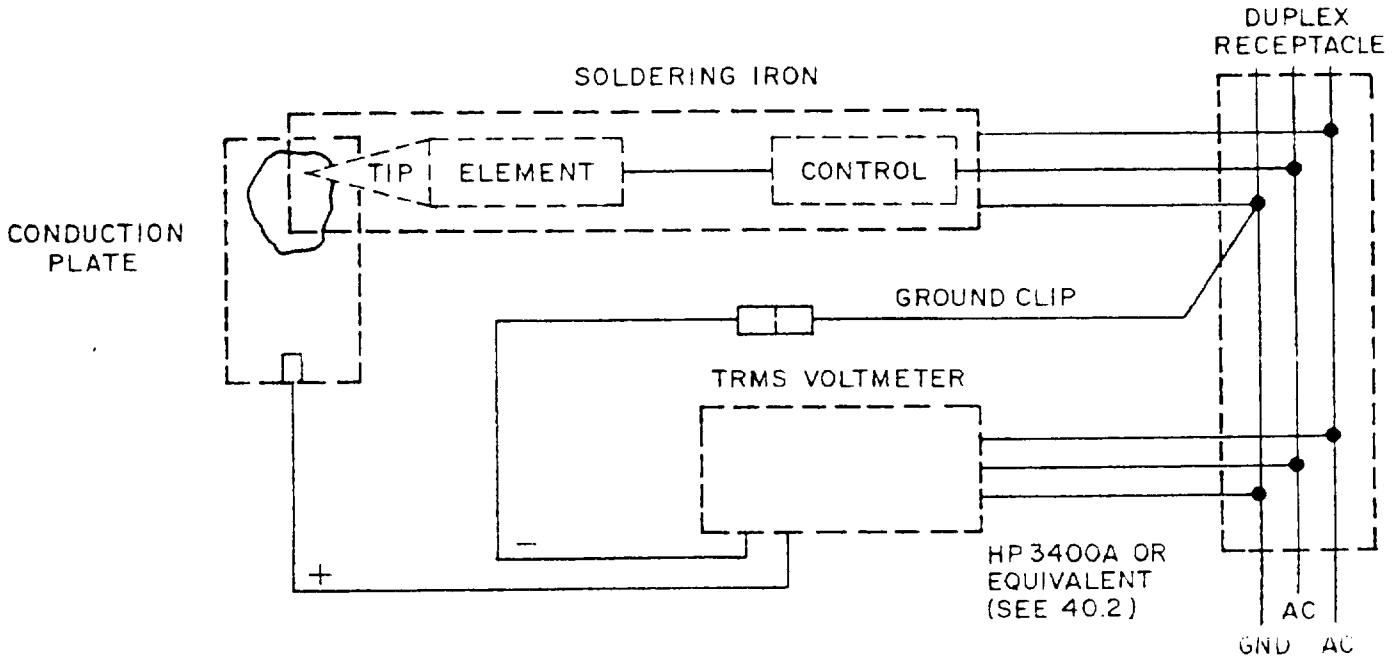 DUPLEX
RECEPTACLE
SOLDERING IRON
TIP
ELEMENT
CONTROL
CONDUCTION
PLATE
GROUND CLIP
TRMS VOLTMETER
−
+
HP 3400A OR
EQUIVALENT
(SEE 40.2)
AC
GND AC